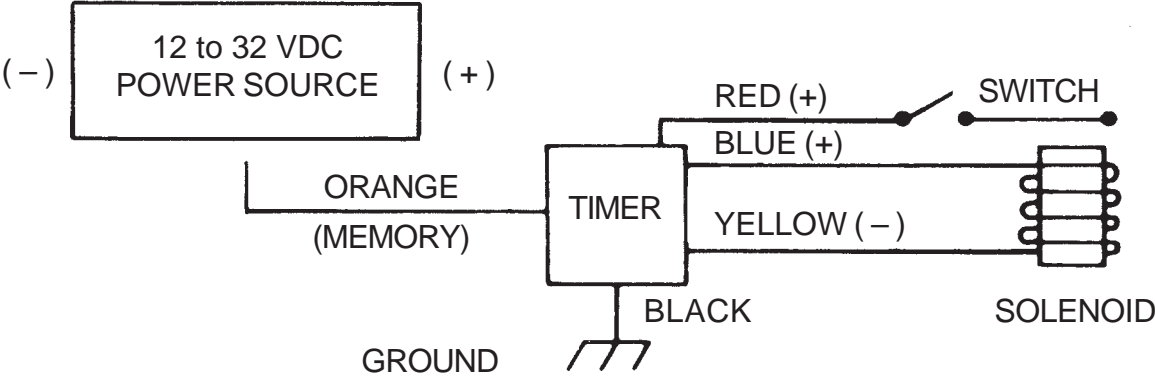 12 to 32 VDC
POWER SOURCE
( – )
( + )
RED (+)
SWITCH
BLUE (+)
ORANGE
(MEMORY)
TIMER
YELLOW ( – )
BLACK
SOLENOID
GROUND